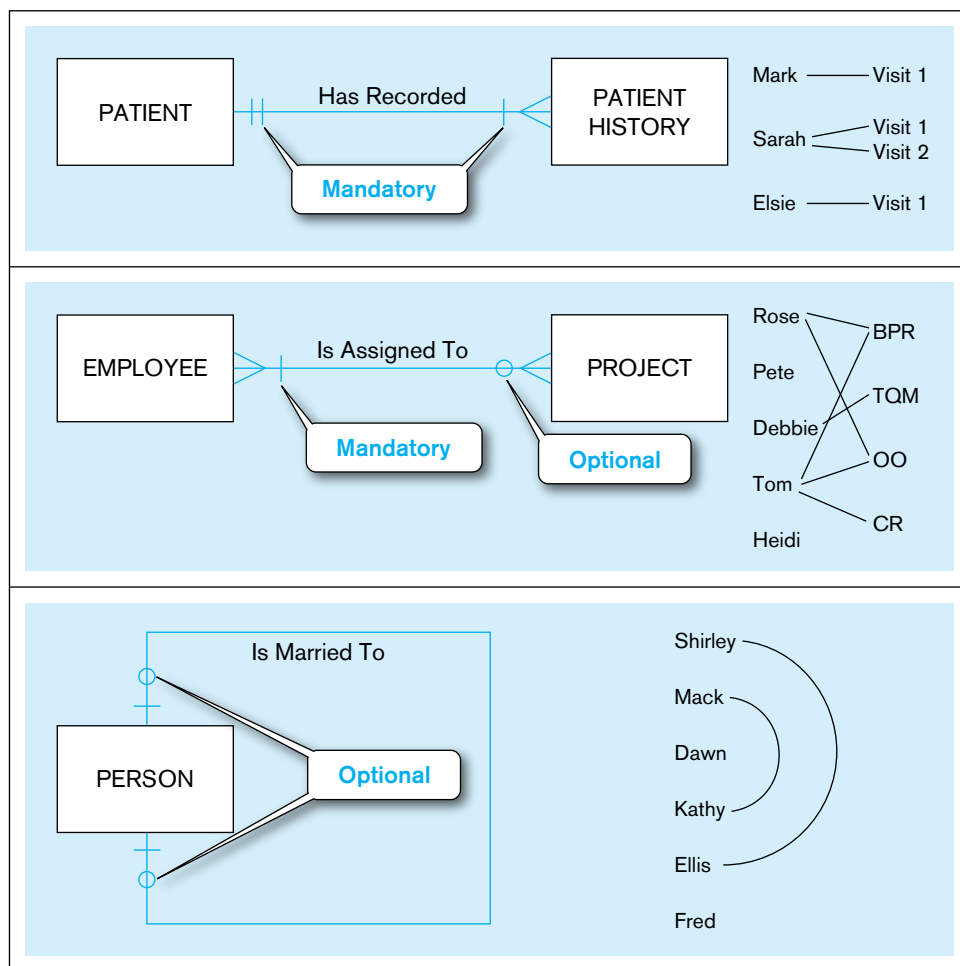 PATIENT
Has Recorded
PATIENT
HISTORY
Mandatory
Mark
Visit 1
Sarah
Visit 1
Visit 2
Elsie
Visit 1
EMPLOYEE
Is Assigned To
PROJECT
Mandatory
Optional
Rose
BPR
Pete
TQM
Debbie
OO
Tom
CR
Heidi
Is Married To
PERSON
Optional
Shirley
Mack
Dawn
Kathy
Ellis
Fred